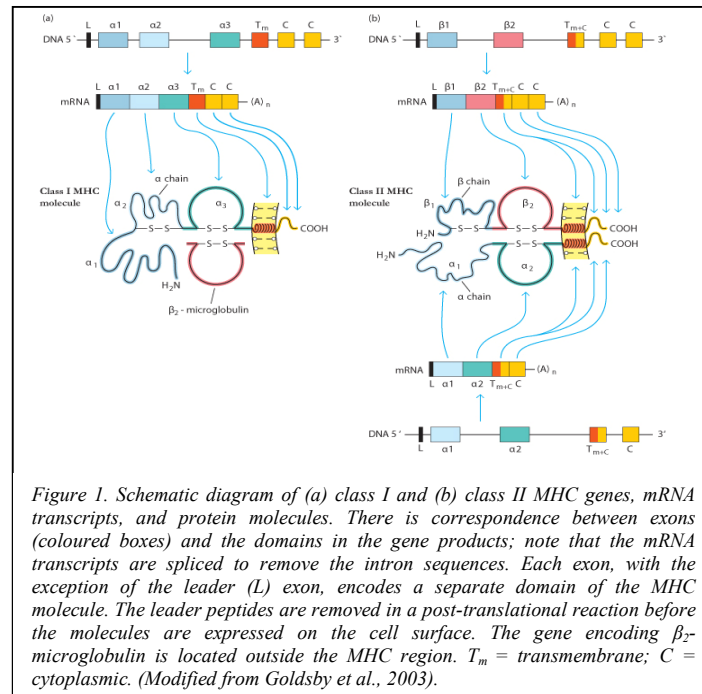 (a)
L α1 α2 α3 Tm C C
DNA 5ʹ 3ʹ
L α1 α2 α3 Tm C C
mRNA (A) n
Class I MHC
molecule
α chain
α2
α3
S S
S S
COOH
α1
S S
H2N
β2 - microglobulin
(b)
L β1 β2 Tm+C C C
DNA 5ʹ 3ʹ
L β1 β2 Tm+C C C
mRNA (A) n
Class II MHC
molecule
β chain
β1
β2
S S
S S
COOH
H2N
H2N
S S
COOH
α1
α2
α chain
mRNA (A) n
L α1 α2 Tm+C C
DNA 5ʹ 3ʹ
L α1 α2 Tm+C C
Figure 1. Schematic diagram of (a) class I and (b) class II MHC genes, mRNA
transcripts, and protein molecules. There is correspondence between exons
(coloured boxes) and the domains in the gene products; note that the mRNA
transcripts are spliced to remove the intron sequences. Each exon, with the
exception of the leader (L) exon, encodes a separate domain of the MHC
molecule. The leader peptides are removed in a post-translational reaction before
the molecules are expressed on the cell surface. The gene encoding β2-
microglobulin is located outside the MHC region. Tm = transmembrane; C =
cytoplasmic. (Modified from Goldsby et al., 2003).